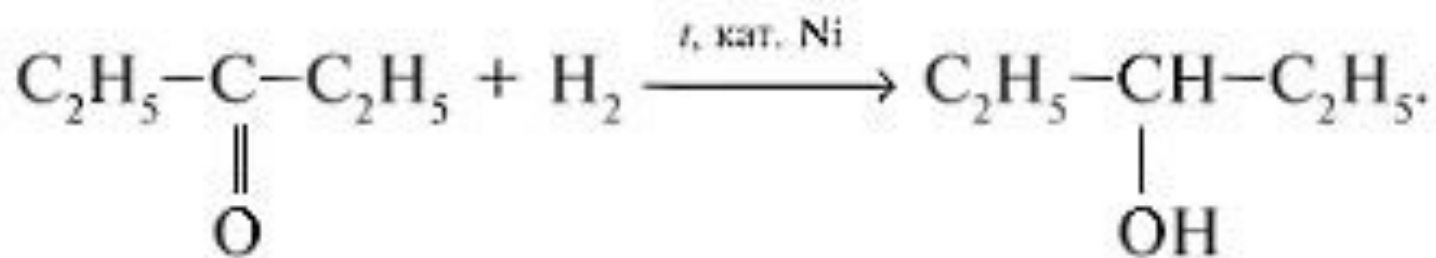 t, кат. Ni
C₂H₅–C–C₂H₅ + H₂ ⟶ C₂H₅–CH–C₂H₅.
O OH